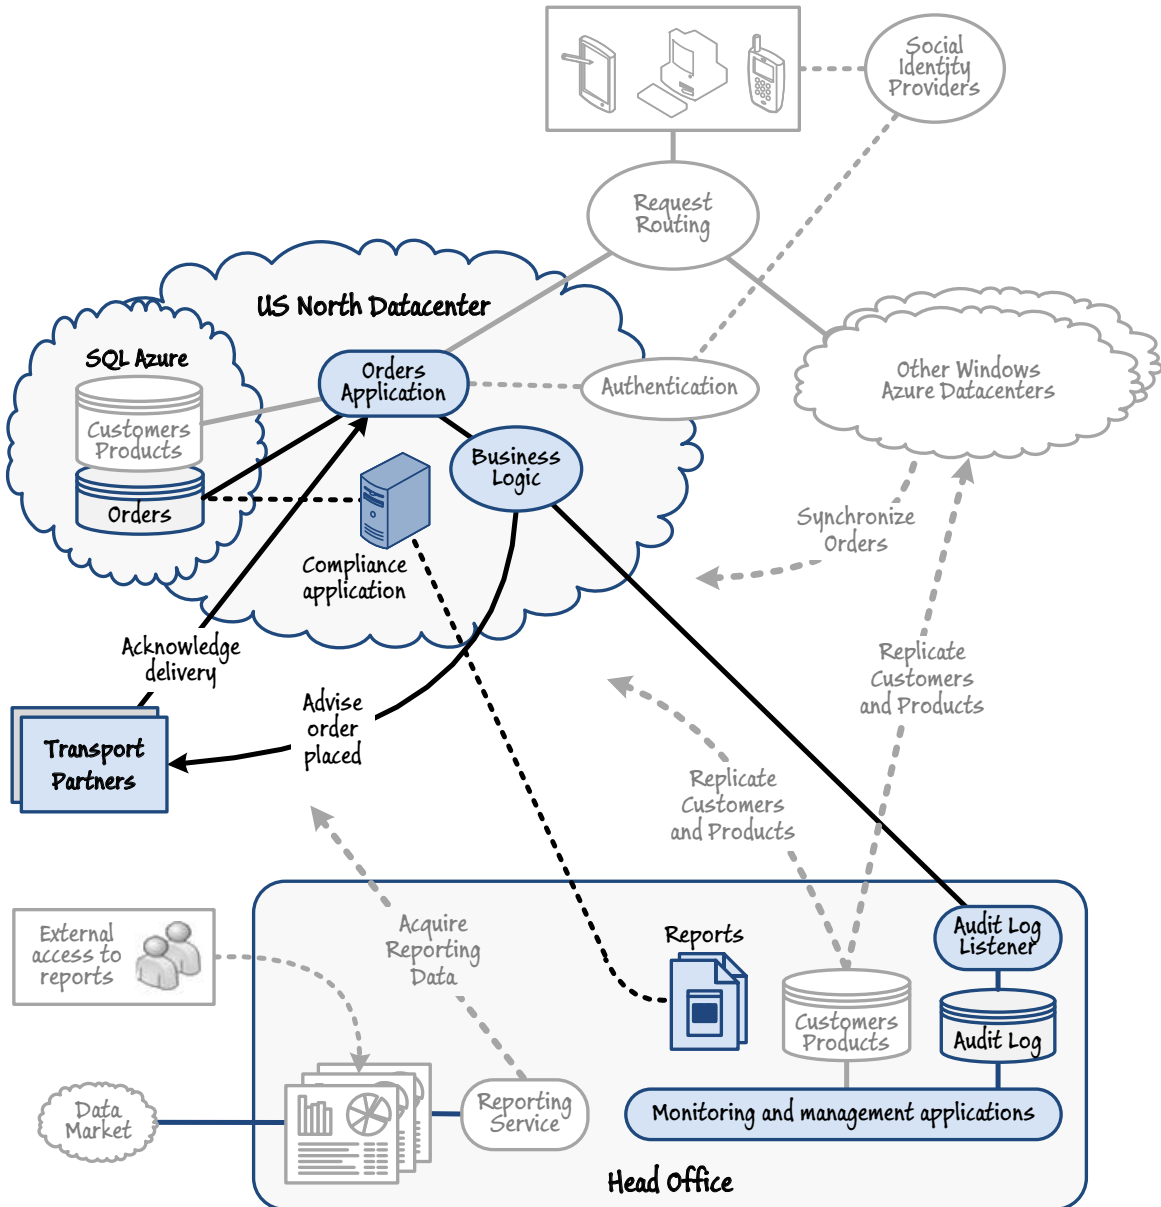 Social
Identity
Providers
Request
Routing
US North Datacenter
SQL Azure
Customers
Products
Orders
Orders
Application
Authentication
Other Windows
Azure Datacenters
Business
Logic
Compliance
application
Synchronize
Orders
Acknowledge
delivery
Advise
order
placed
Transport
Partners
Replicate
Customers
and Products
Replicate
Customers
and Products
External
access to
reports
Acquire
Reporting
Data
Reports
Audit Log
Listener
Customers
Products
Audit Log
Data
Market
Reporting
Service
Monitoring and management applications
Head Office